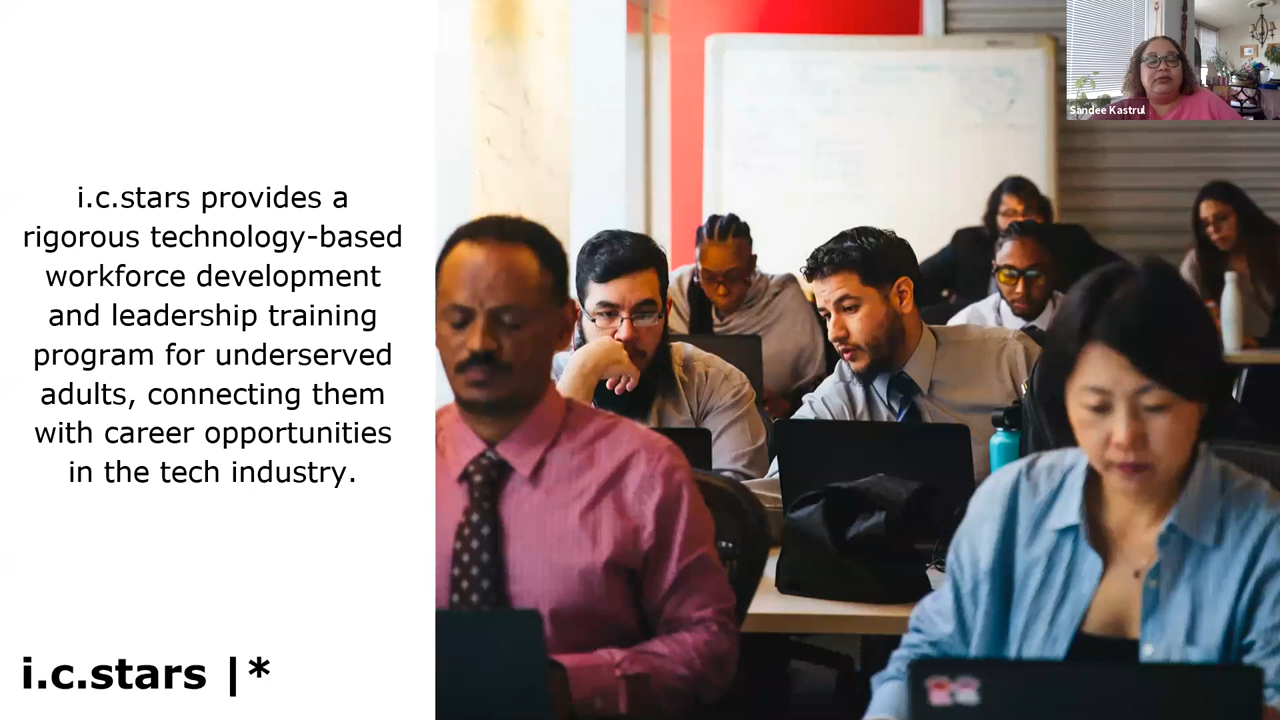 Sandee Kastrul
i.c.stars provides a
rigorous technology-based
workforce development
and leadership training
program for underserved
adults, connecting them
with career opportunities
in the tech industry.
i.c.stars |*